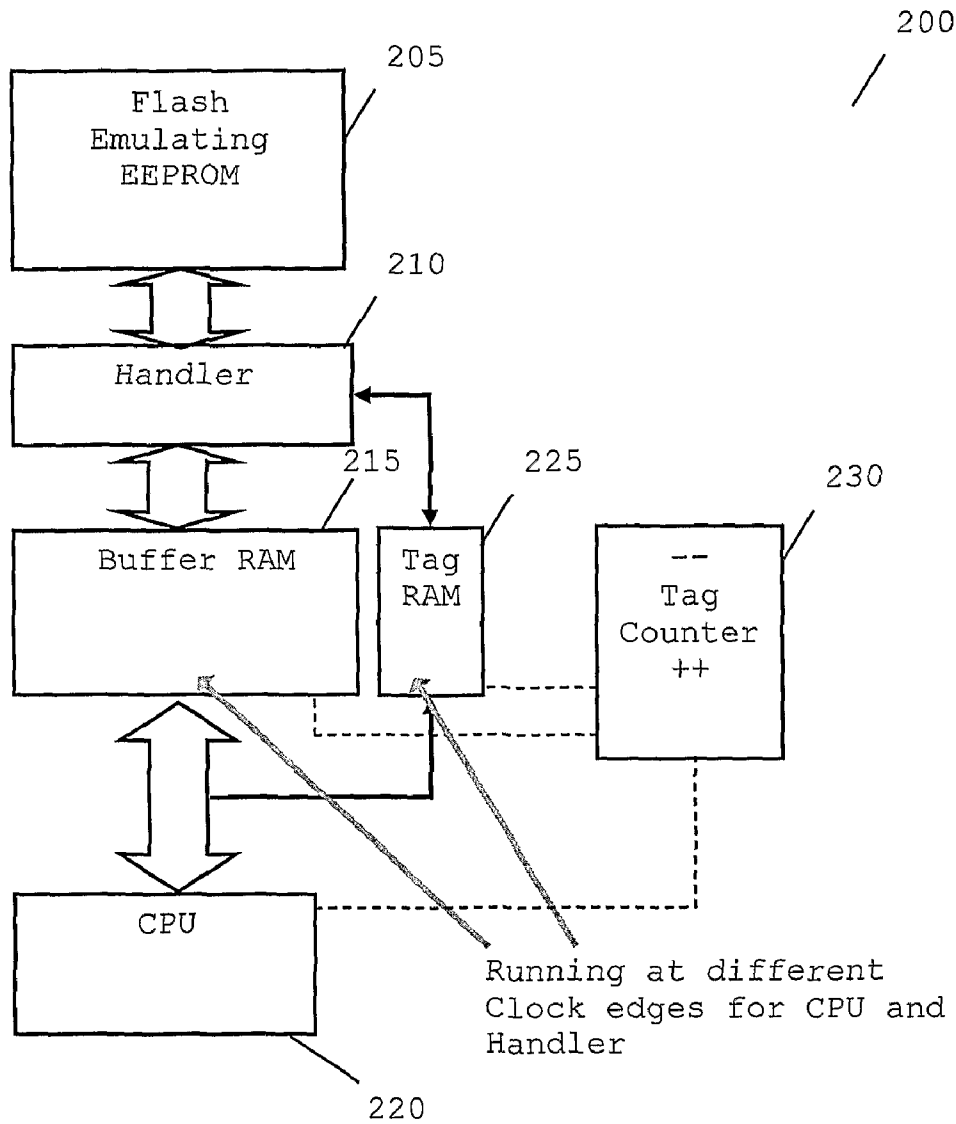 200
205
Flash
Emulating
EEPROM
210
Handler
215
225
230
Buffer RAM
Tag
RAM
--
Tag
Counter
++
CPU
Running at different
Clock edges for CPU and
Handler
220